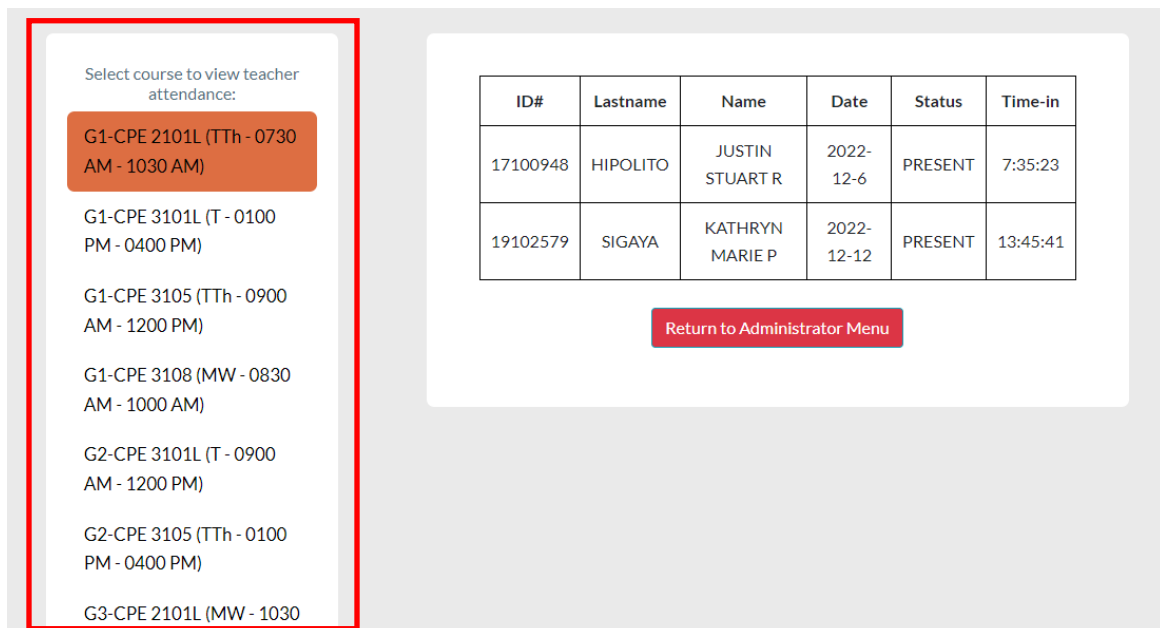 Select course to view teacher
attendance:
G1-CPE 2101L (TTh - 0730
AM - 1030 AM)
G1-CPE 3101L (T - 0100
PM - 0400 PM)
G1-CPE 3105 (TTh - 0900
AM - 1200 PM)
G1-CPE 3108 (MW - 0830
AM - 1000 AM)
G2-CPE 3101L (T - 0900
AM - 1200 PM)
G2-CPE 3105 (TTh - 0100
PM - 0400 PM)
G3-CPE 2101L (MW - 1030
ID# Lastname Name Date Status Time-in
17100948 HIPOLITO JUSTIN STUART R 2022-12-6 PRESENT 7:35:23
19102579 SIGAYA KATHRYN MARIE P 2022-12-12 PRESENT 13:45:41
Return to Administrator Menu